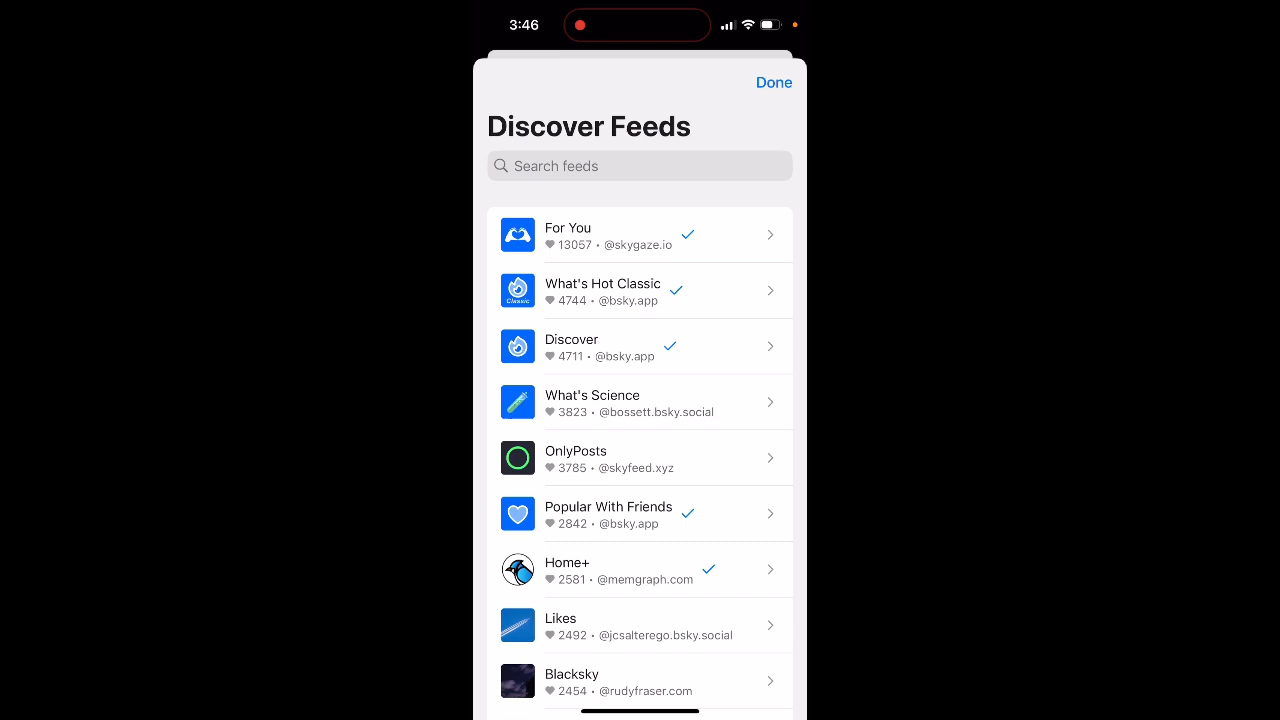 3:46
Done
Discover Feeds
Search feeds
For You
13057 • @skygaze.io
What's Hot Classic
Classic
4744 • @bsky.app
Discover
4711 • @bsky.app
What's Science
3823 • @bossett.bsky.social
OnlyPosts
3785 • @skyfeed.xyz
Popular With Friends
2842 • @bsky.app
Home+
2581 • @memgraph.com
Likes
2492 • @jcsalterego.bsky.social
Blacksky
2454 • @rudyfraser.com